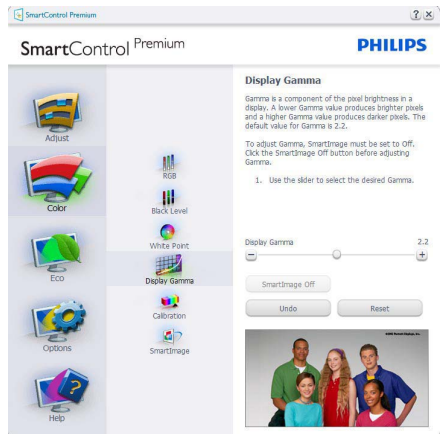 SmartControl Premium
? x
SmartControl Premium
PHILIPS
Adjust
Color
Eco
Options
Help
RGB
Black Level
White Point
Display Gamma
Calibration
SmartImage
Display Gamma
Gamma is a component of the pixel brightness in a
display. A lower Gamma value produces brighter pixels
and a higher Gamma value produces darker pixels. The
default value for Gamma is 2.2.
To adjust Gamma, SmartImage must be set to Off.
Click the SmartImage Off button before adjusting
Gamma.
1. Use the slider to select the desired Gamma.
Display Gamma 2.2
SmartImage Off
Undo Reset